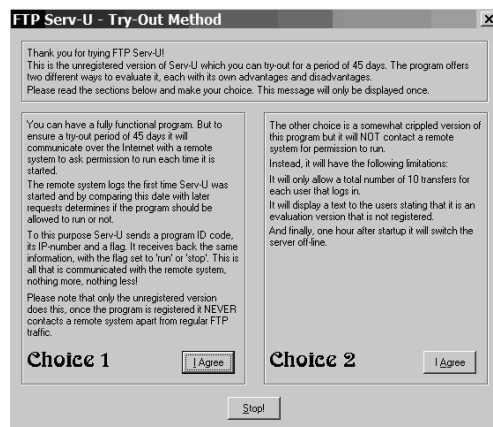 FTP Serv-U - Try-Out Method
Thank you for trying FTP Serv-U!
This is the unregistered version of Serv-U which you can try-out for a period of 45 days. The program offers
two different ways to evaluate it, each with its own advantages and disadvantages.
Please read the sections below and make your choice. This message will only be displayed once.
You can have a fully functional program. But to
ensure a try-out period of 45 days it will
communicate over the Internet with a remote
system to ask permission to run each time it is
started.
The remote system logs the first time Serv-U was
started and by comparing this date with later
requests determines if the program should be
allowed to run or not.
To this purpose Serv-U sends a program ID code,
its IP-number and a flag. It receives back the same
information, with the flag set to 'run' or 'stop'. This is
all that is communicated with the remote system,
nothing more, nothing less!
Please note that only the unregistered version
does this, once the program is registered it NEVER
contacts a remote system apart from regular FTP
traffic.
Choice 1
I Agree
The other choice is a somewhat crippled version of
this program but it will NOT contact a remote
system for permission to run.
Instead, it will have the following limitations:
It will only allow a total number of 10 transfers for
each user that logs in.
It will display a text to the users stating that it is an
evaluation version that is not registered.
And finally, one hour after startup it will switch the
server off-line.
Choice 2
I Agree
Stop!